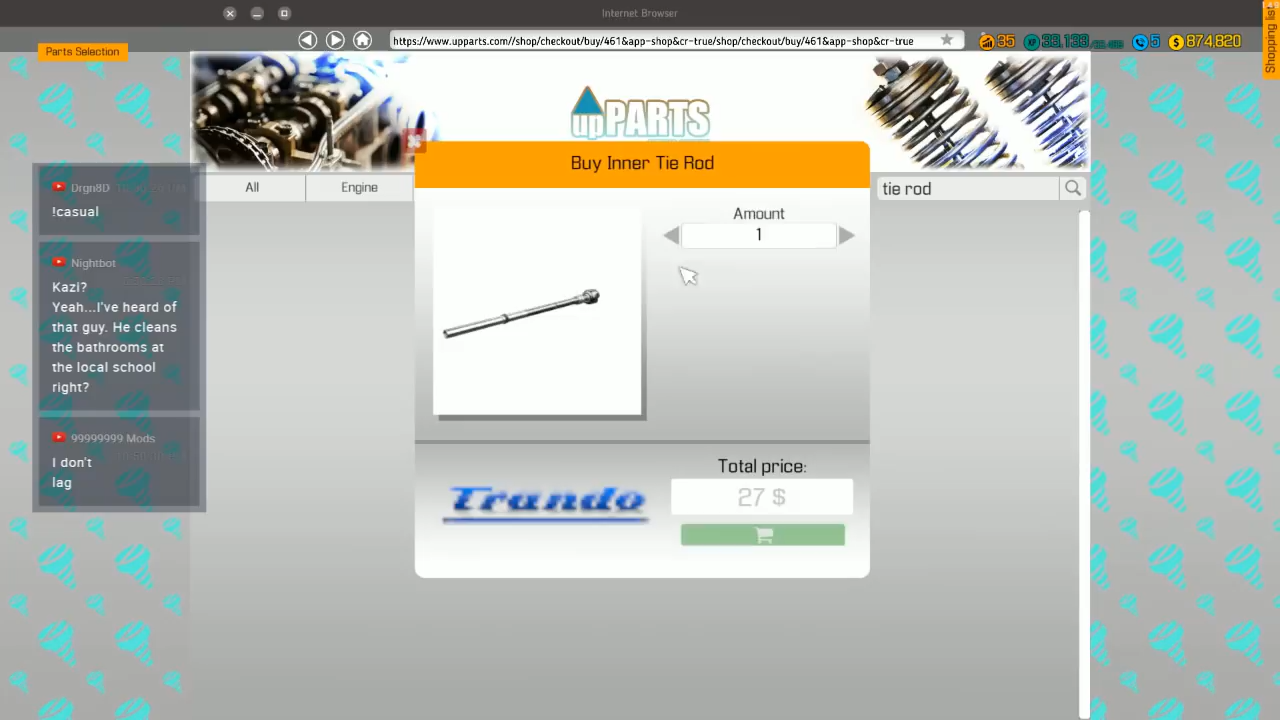 Internet Browser
Shopping list
https://www.upparts.com//shop/checkout/buy/461&app-shop&cr-true/shop/checkout/buy/461&app-shop&cr-true
35
5
874,820
Parts Selection
upPARTS
Buy Inner Tie Rod
All
Engine
tie rod
Amount
1
Drgn8D
!casual
Nightbot
Kazi?
Yeah...I've heard of
that guy. He cleans
the bathrooms at
the local school
right?
99999999 Mods
I don't
lag
Total price:
Trando
27 $